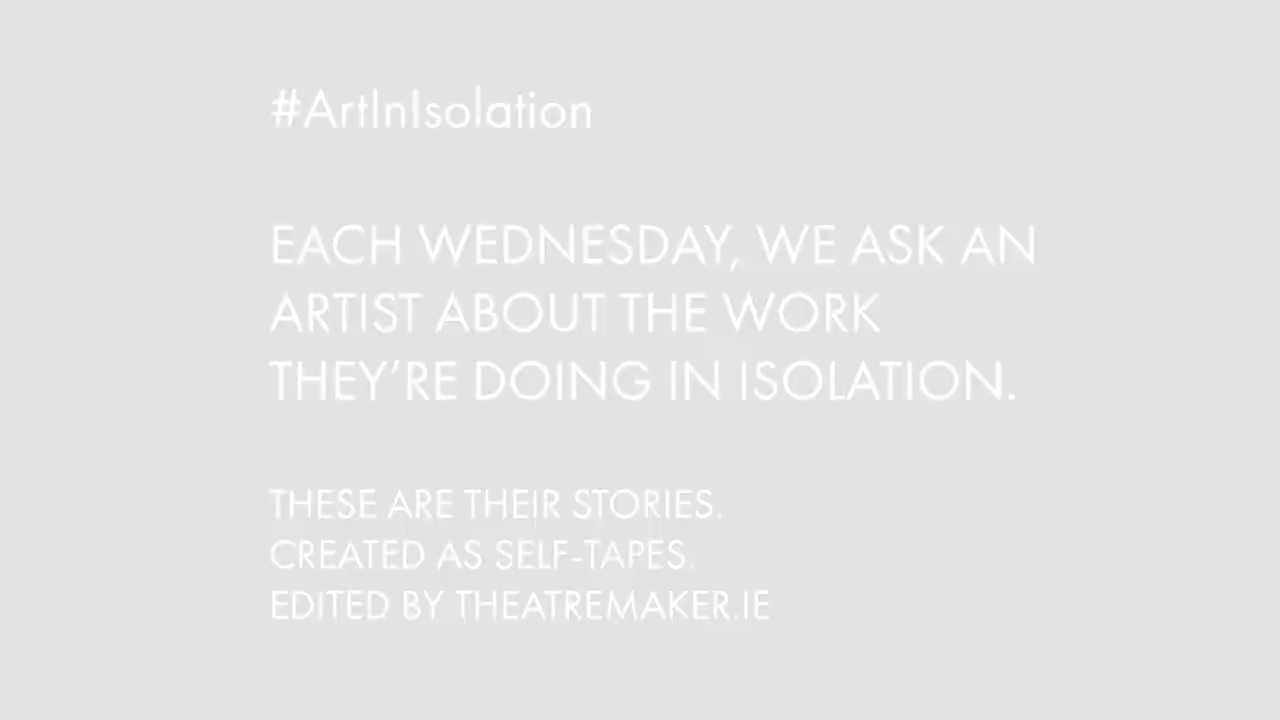 #ArtInIsolation
EACH WEDNESDAY, WE ASK AN
ARTIST ABOUT THE WORK
THEY’RE DOING IN ISOLATION.
THESE ARE THEIR STORIES.
CREATED AS SELF-TAPES.
EDITED BY THEATREMAKER.IE